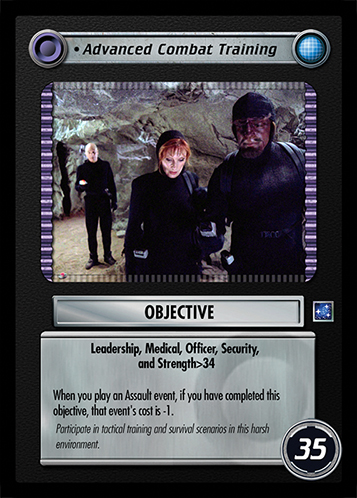 • Advanced Combat Training
OBJECTIVE
Leadership, Medical, Officer, Security,
and Strength>34
When you play an Assault event, if you have completed this
objective, that event's cost is -1.
Participate in tactical training and survival scenarios in this harsh
environment.
35